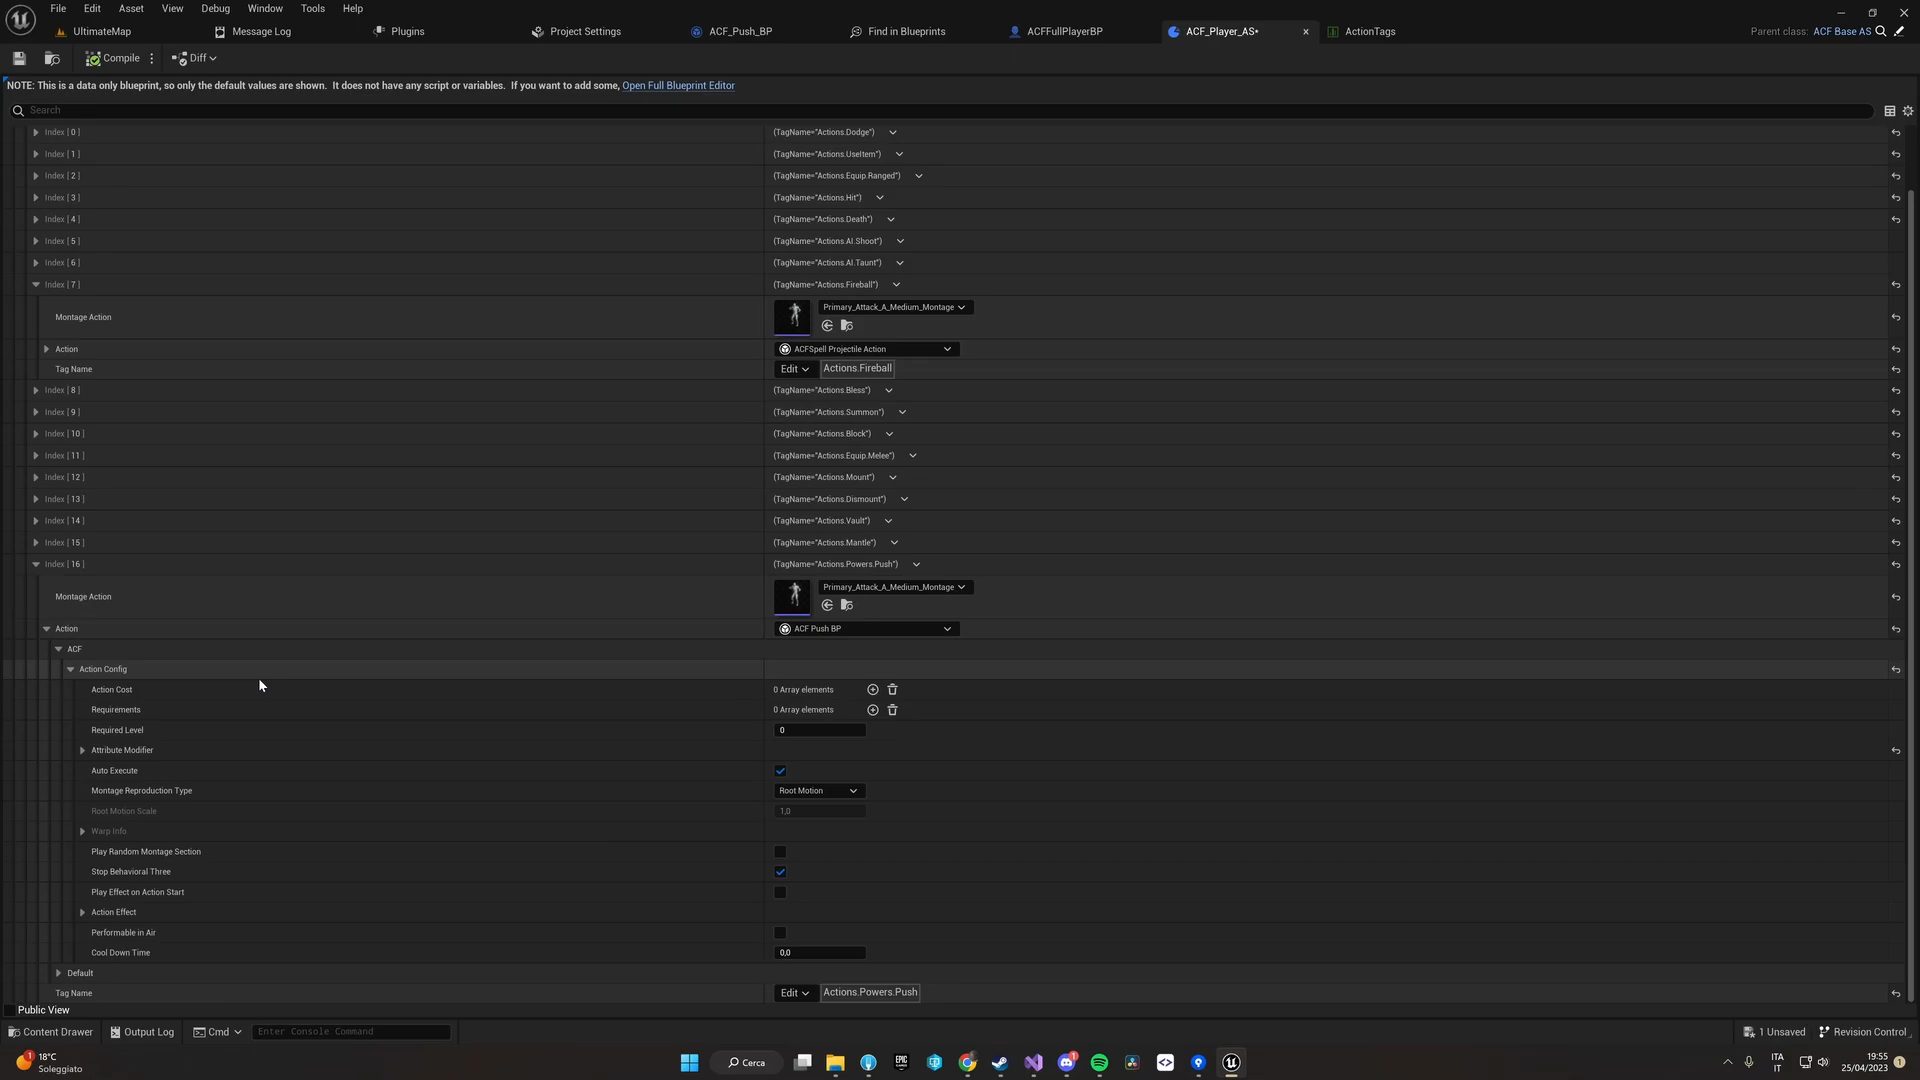 File Edit Asset View Debug Window Tools Help
UltimateMap Message Log Plugins Project Settings ACF_Push_BP Find in Blueprints ACFFullPlayerBP ACF_Player_AS* ActionTags Parent class: ACF Base AS
Compile Diff
NOTE: This is a data only blueprint, so only the default values are shown. It does not have any script or variables. If you want to add some, Open Full Blueprint Editor
Search
Index [ 0 ] (TagName="Actions.Dodge")
Index [ 1 ] (TagName="Actions.UseItem")
Index [ 2 ] (TagName="Actions.Equip.Ranged")
Index [ 3 ] (TagName="Actions.Hit")
Index [ 4 ] (TagName="Actions.Death")
Index [ 5 ] (TagName="Actions.AI.Shoot")
Index [ 6 ] (TagName="Actions.AI.Taunt")
Index [ 7 ] (TagName="Actions.Fireball")
Montage Action Primary_Attack_A_Medium_Montage
Action ACFSpell Projectile Action
Tag Name Edit Actions.Fireball
Index [ 8 ] (TagName="Actions.Bless")
Index [ 9 ] (TagName="Actions.Summon")
Index [ 10 ] (TagName="Actions.Block")
Index [ 11 ] (TagName="Actions.Equip.Melee")
Index [ 12 ] (TagName="Actions.Mount")
Index [ 13 ] (TagName="Actions.Dismount")
Index [ 14 ] (TagName="Actions.Vault")
Index [ 15 ] (TagName="Actions.Mantle")
Index [ 16 ] (TagName="Actions.Powers.Push")
Montage Action Primary_Attack_A_Medium_Montage
Action ACF Push BP
ACF
Action Config
Action Cost 0 Array elements
Requirements 0 Array elements
Required Level 0
Attribute Modifier
Auto Execute
Montage Reproduction Type Root Motion
Root Motion Scale 1,0
Warp Info
Play Random Montage Section
Stop Behavioral Three
Play Effect on Action Start
Action Effect
Performable in Air
Cool Down Time 0,0
Default
Tag Name Edit Actions.Powers.Push
Public View
Content Drawer Output Log Cmd Enter Console Command 1 Unsaved Revision Control
1 18°C Soleggiato Cerca EPIC GAMES 1 ITA IT 19:55 25/04/2023 1